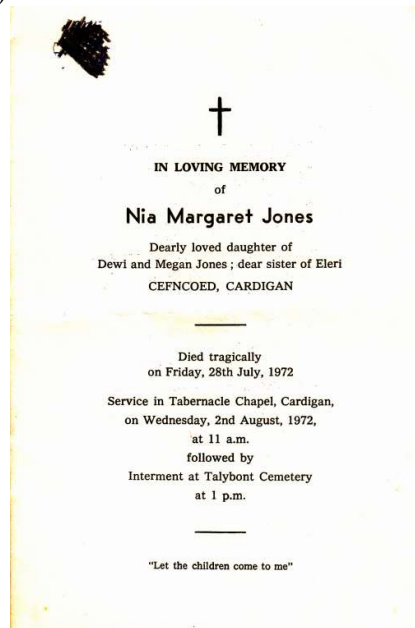 IN LOVING MEMORY
of
Nia Margaret Jones
Dearly loved daughter of
Dewi and Megan Jones ; dear sister of Eleri
CEFNCOED, CARDIGAN
Died tragically
on Friday, 28th July, 1972
Service in Tabernacle Chapel, Cardigan,
on Wednesday, 2nd August, 1972,
at 11 a.m.
followed by
Interment at Talybont Cemetery
at 1 p.m.
"Let the children come to me"